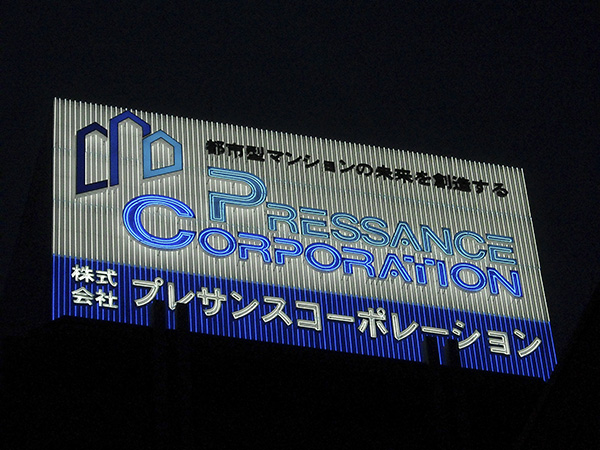 都市型マンションの未来を創造する
PRESSANCE
CORPORATION
株式会社 プレサンスコーポレーション